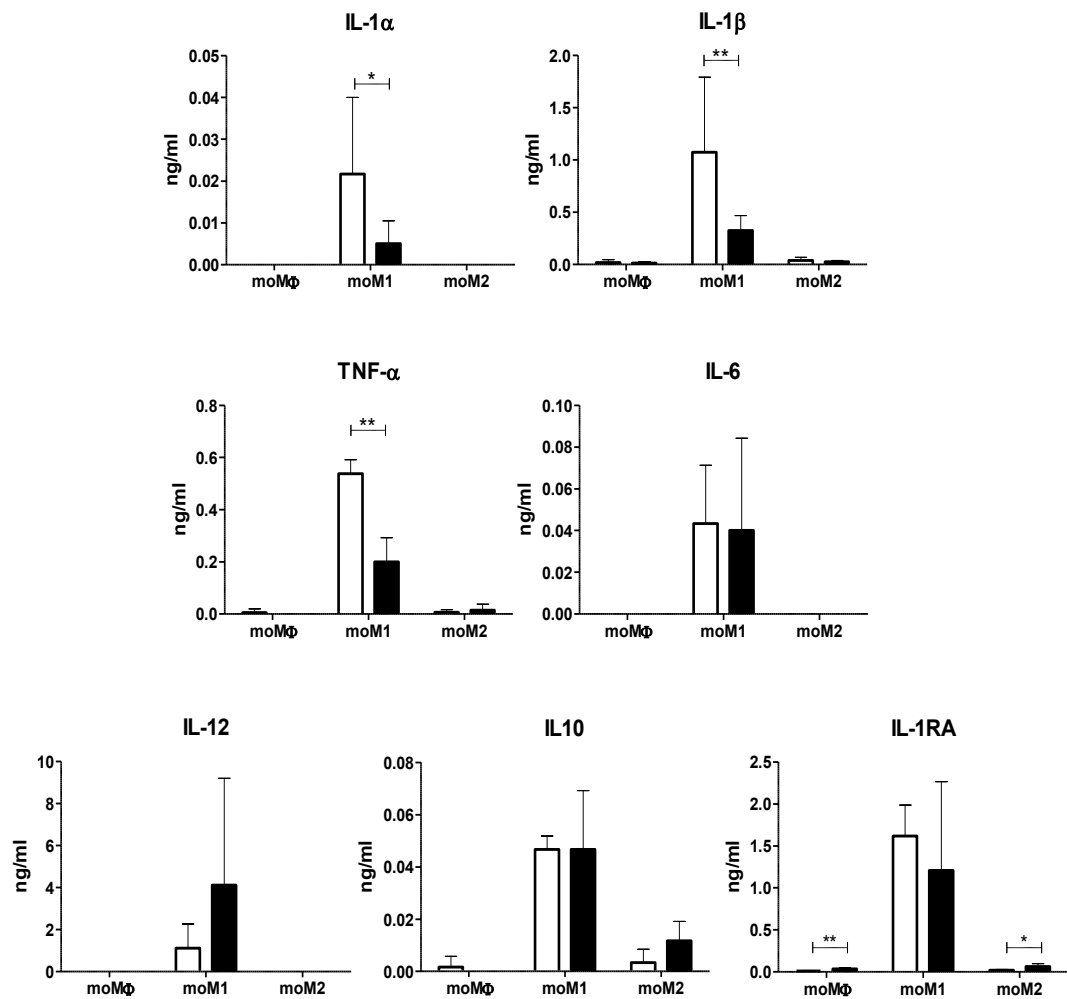 IL-1α
ng/ml
0.05
0.04
0.03
0.02
0.01
0.00
*
moMΦ moM1 moM2
IL-1β
ng/ml
2.0
1.5
1.0
0.5
0.0
**
moMΦ moM1 moM2
TNF-α
ng/ml
0.8
0.6
0.4
0.2
0.0
**
moMΦ moM1 moM2
IL-6
ng/ml
0.10
0.08
0.06
0.04
0.02
0.00
moMΦ moM1 moM2
IL-12
ng/ml
10
8
6
4
2
0
moMΦ moM1 moM2
IL10
ng/ml
0.08
0.06
0.04
0.02
0.00
moMΦ moM1 moM2
IL-1RA
ng/ml
2.5
2.0
1.5
1.0
0.5
0.0
** *
moMΦ moM1 moM2